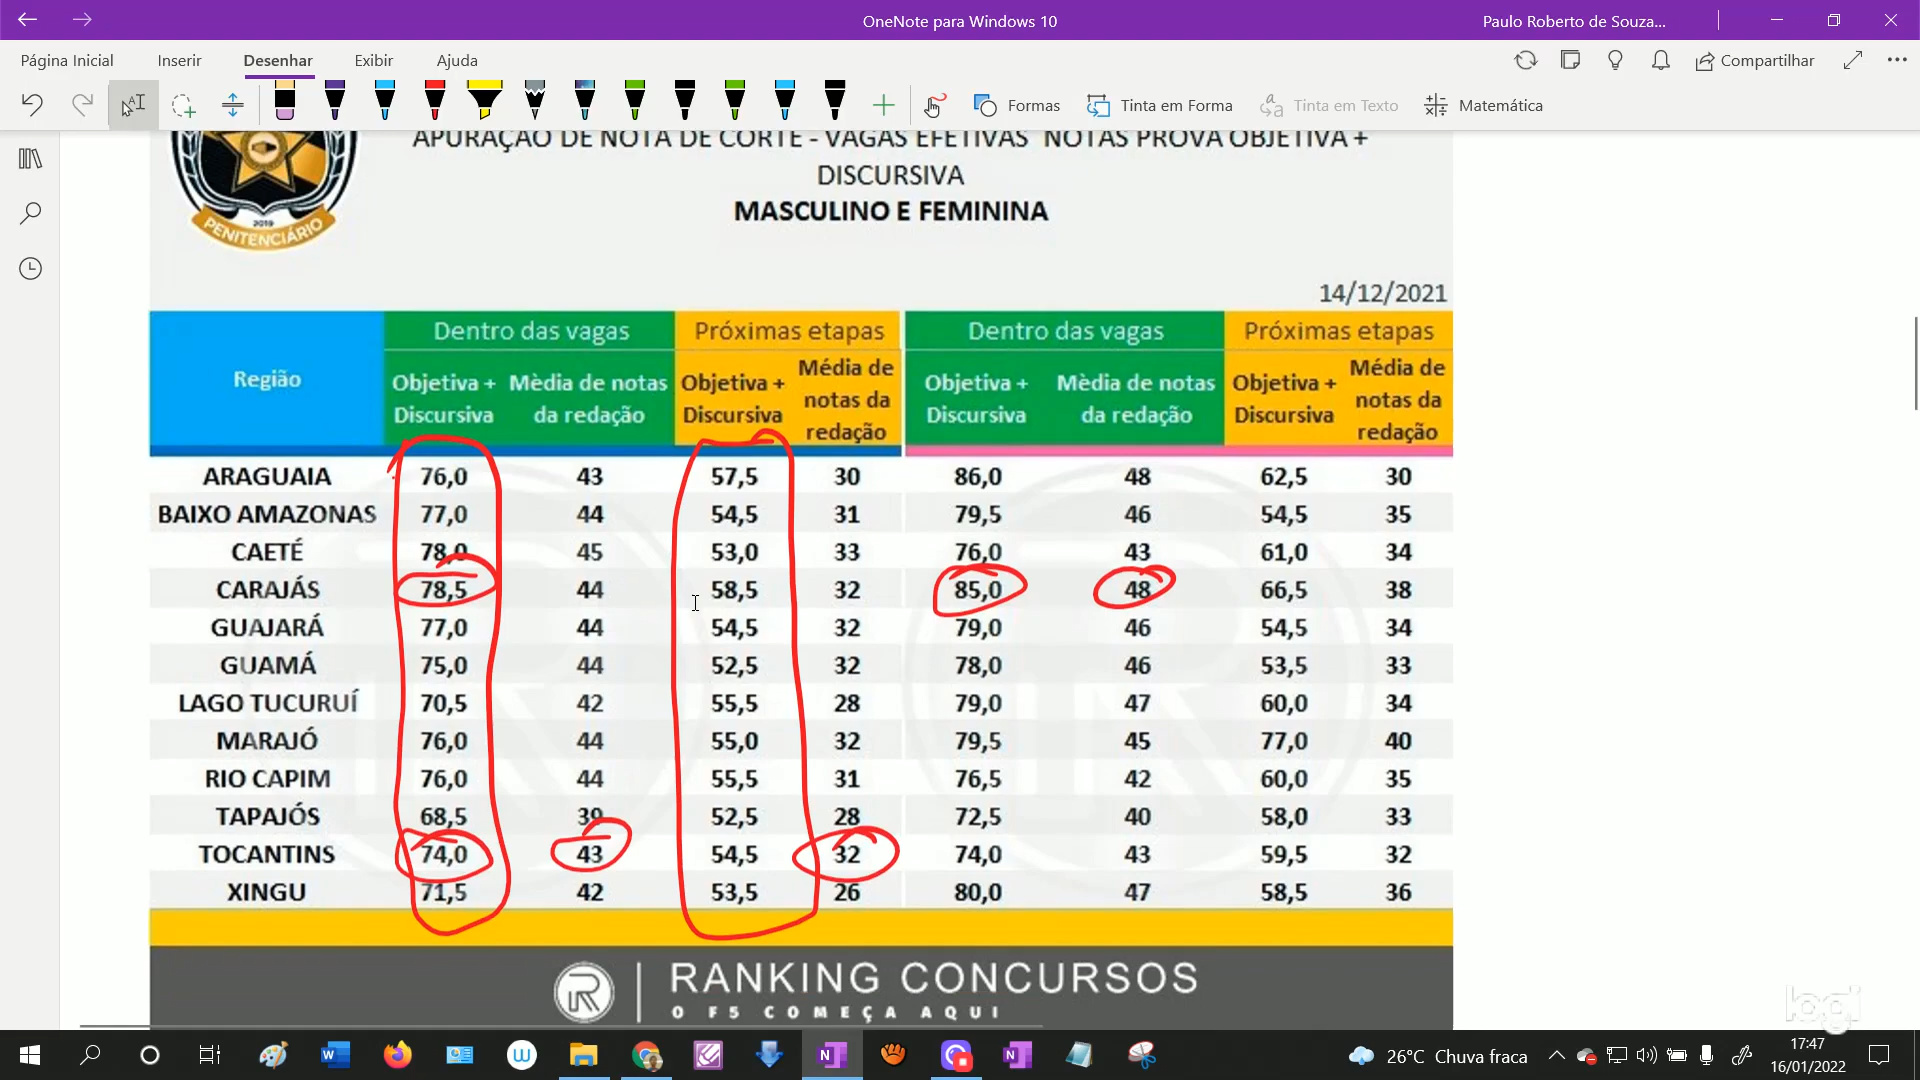 OneNote para Windows 10
Paulo Roberto de Souza...
Página Inicial Inserir Desenhar Exibir Ajuda
Compartilhar
Formas Tinta em Forma Tinta em Texto Matemática
APURAÇÃO DE NOTA DE CORTE - VAGAS EFETIVAS NOTAS PROVA OBJETIVA +
DISCURSIVA
MASCULINO E FEMININA
2019
PENITENCIÁRIO
14/12/2021
Dentro das vagas Próximas etapas Dentro das vagas Próximas etapas
Região Objetiva + Discursiva Mèdia de notas da redação Objetiva + Discursiva Média de notas da redação Objetiva + Discursiva Mèdia de notas da redação Objetiva + Discursiva Média de notas da redação
ARAGUAIA 76,0 43 57,5 30 86,0 48 62,5 30
BAIXO AMAZONAS 77,0 44 54,5 31 79,5 46 54,5 35
CAETÉ 78,0 45 53,0 33 76,0 43 61,0 34
CARAJÁS 78,5 44 58,5 32 85,0 48 66,5 38
GUAJARÁ 77,0 44 54,5 32 79,0 46 54,5 34
GUAMÁ 75,0 44 52,5 32 78,0 46 53,5 33
LAGO TUCURUÍ 70,5 42 55,5 28 79,0 47 60,0 34
MARAJÓ 76,0 44 55,0 32 79,5 45 77,0 40
RIO CAPIM 76,0 44 55,5 31 76,5 42 60,0 35
TAPAJÓS 68,5 39 52,5 28 72,5 40 58,0 33
TOCANTINS 74,0 43 54,5 32 74,0 43 59,5 32
XINGU 71,5 42 53,5 26 80,0 47 58,5 36
R RANKING CONCURSOS
O F5 COMEÇA AQUI
logi
26°C Chuva fraca
17:47
16/01/2022